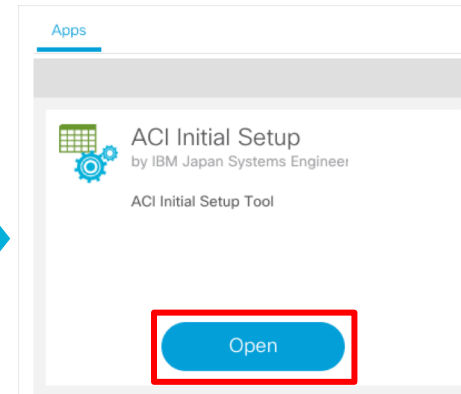 Apps
ACI Initial Setup
by IBM Japan Systems Engineer
ACI Initial Setup Tool
Open